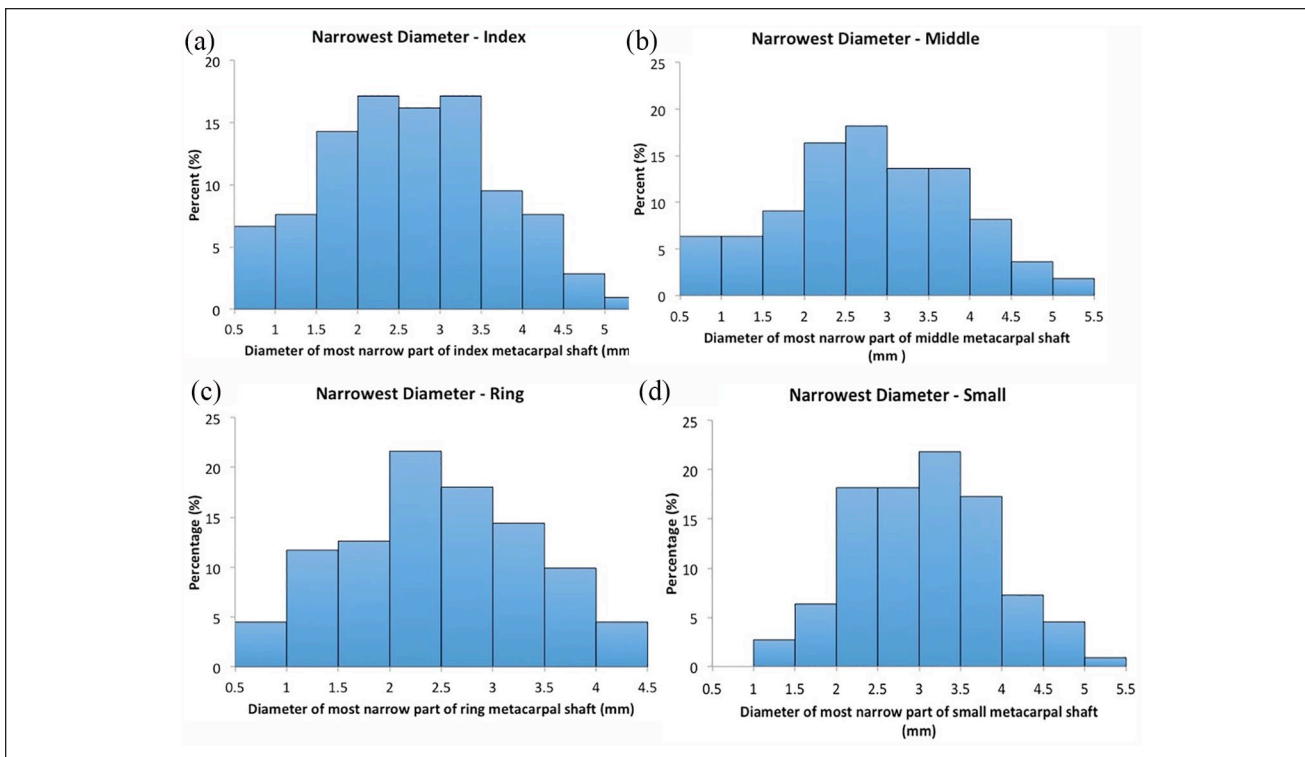 (a)
Narrowest Diameter - Index
20
15
10
5
0
Percent (%)
0.5 1 1.5 2 2.5 3 3.5 4 4.5 5
Diameter of most narrow part of index metacarpal shaft (mm
(b)
Narrowest Diameter - Middle
25
20
15
10
5
0
Percent (%)
0.5 1 1.5 2 2.5 3 3.5 4 4.5 5 5.5
Diameter of most narrow part of middle metacarpal shaft
(mm )
(c)
Narrowest Diameter - Ring
25
20
15
10
5
0
Percentage (%)
0.5 1 1.5 2 2.5 3 3.5 4 4.5
Diameter of most narrow part of ring metacarpal shaft (mm)
(d)
Narrowest Diameter - Small
25
20
15
10
5
0
Percentage (%)
0.5 1 1.5 2 2.5 3 3.5 4 4.5 5 5.5
Diameter of most narrow part of small metacarpal shaft
(mm)